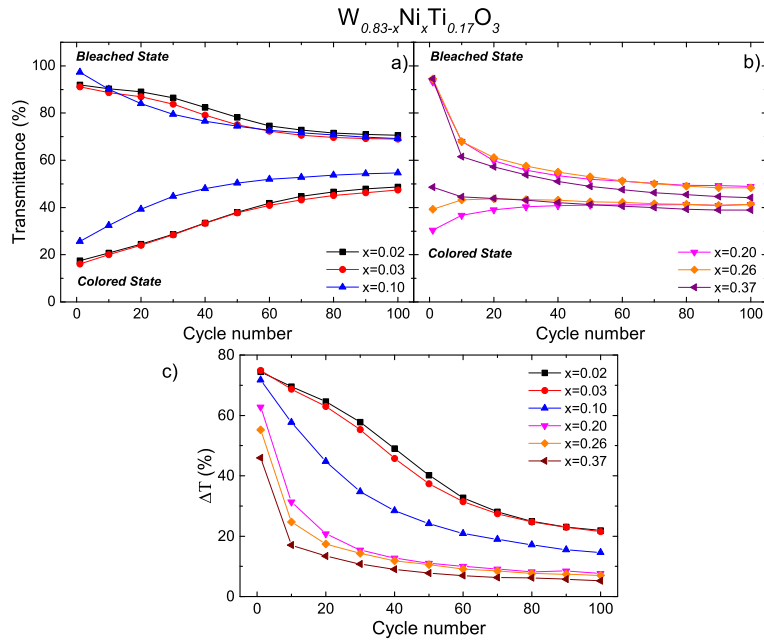 W0.83-xNixTi0.17O3
Bleached State
a)
Transmittance (%)
100
80
60
40
20
0
Colored State
x=0.02
x=0.03
x=0.10
0 20 40 60 80 100
Cycle number
Bleached State
b)
Colored State
x=0.20
x=0.26
x=0.37
0 20 40 60 80 100
Cycle number
c)
ΔT (%)
80
60
40
20
0
x=0.02
x=0.03
x=0.10
x=0.20
x=0.26
x=0.37
0 20 40 60 80 100
Cycle number